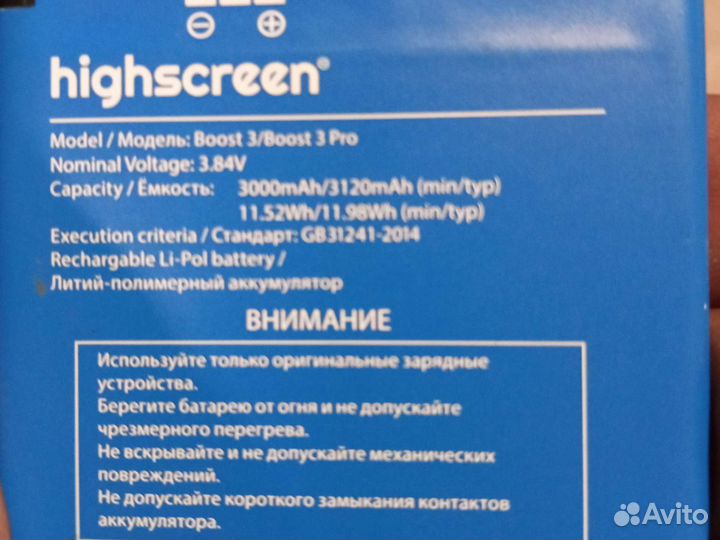 highscreen®
Model / Модель: Boost 3/Boost 3 Pro
Nominal Voltage: 3.84V
Capacity / Ёмкость: 3000mAh/3120mAh (min/typ)
11.52Wh/11.98Wh (min/typ)
Execution criteria / Стандарт: GB31241-2014
Rechargable Li-Pol battery /
Литий-полимерный аккумулятор
ВНИМАНИЕ
Используйте только оригинальные зарядные
устройства.
Берегите батарею от огня и не допускайте
чрезмерного перегрева.
Не вскрывайте и не допускайте механических
повреждений.
Не допускайте короткого замыкания контактов
аккумулятора.
Avito